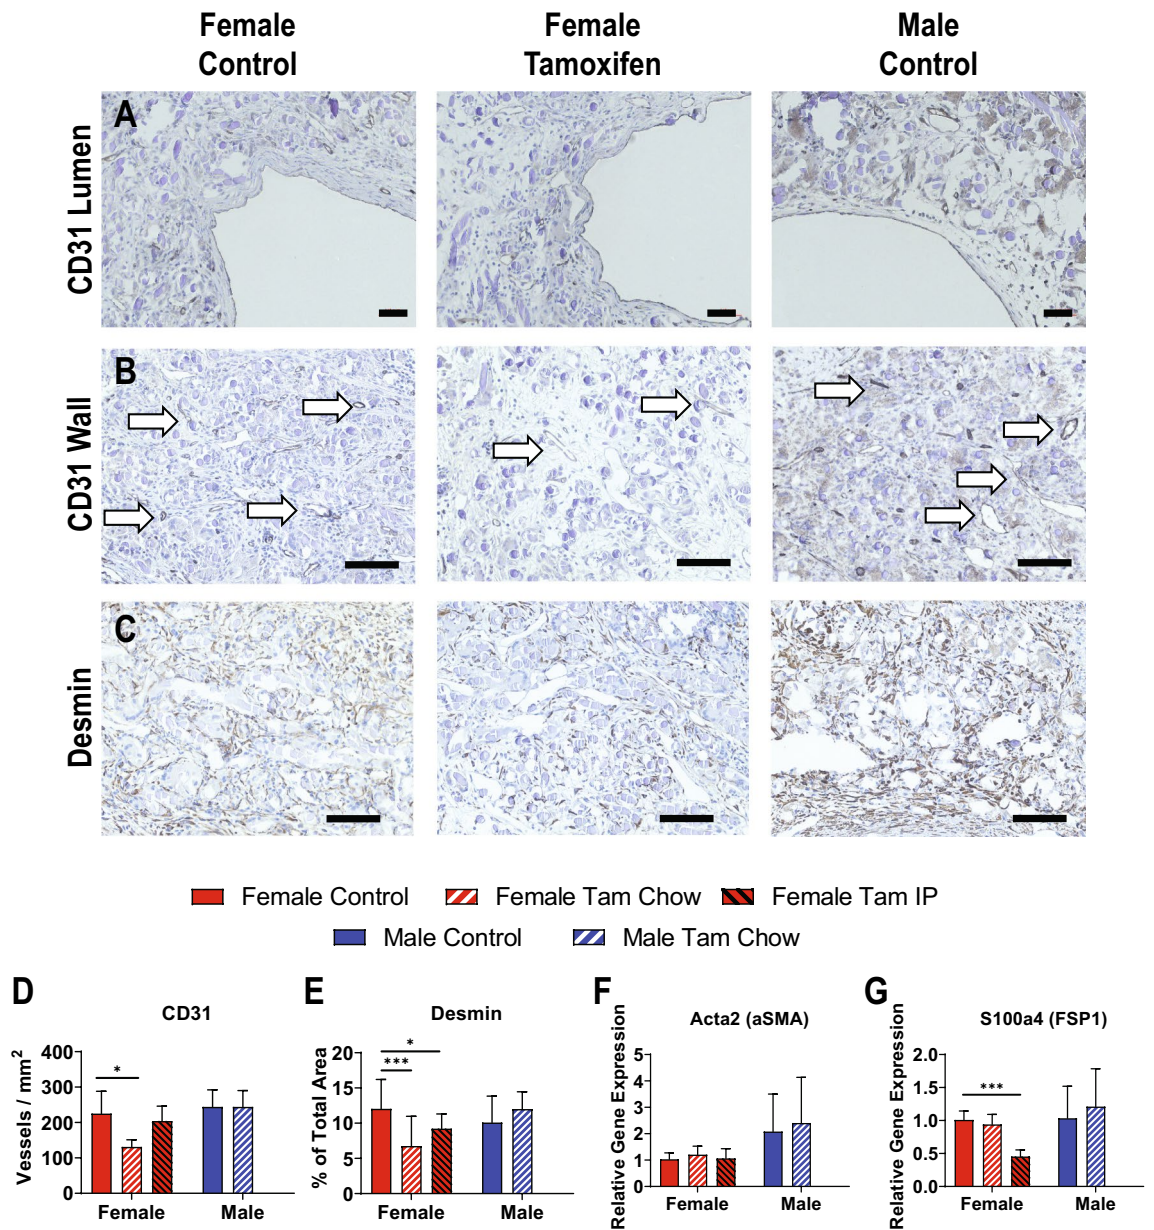 Female Control
Female Tamoxifen
Male Control
CD31 Lumen
A
CD31 Wall
B
Desmin
C
Female Control
Female Tam Chow
Female Tam IP
Male Control
Male Tam Chow
D
CD31
Vessels / mm²
400
300
200
100
0
*
Female
Male
E
Desmin
% of Total Area
20
15
10
5
0
*
***
Female
Male
F
Acta2 (aSMA)
Relative Gene Expression
5
4
3
2
1
0
Female
Male
G
S100a4 (FSP1)
Relative Gene Expression
2.0
1.5
1.0
0.5
0.0
***
Female
Male